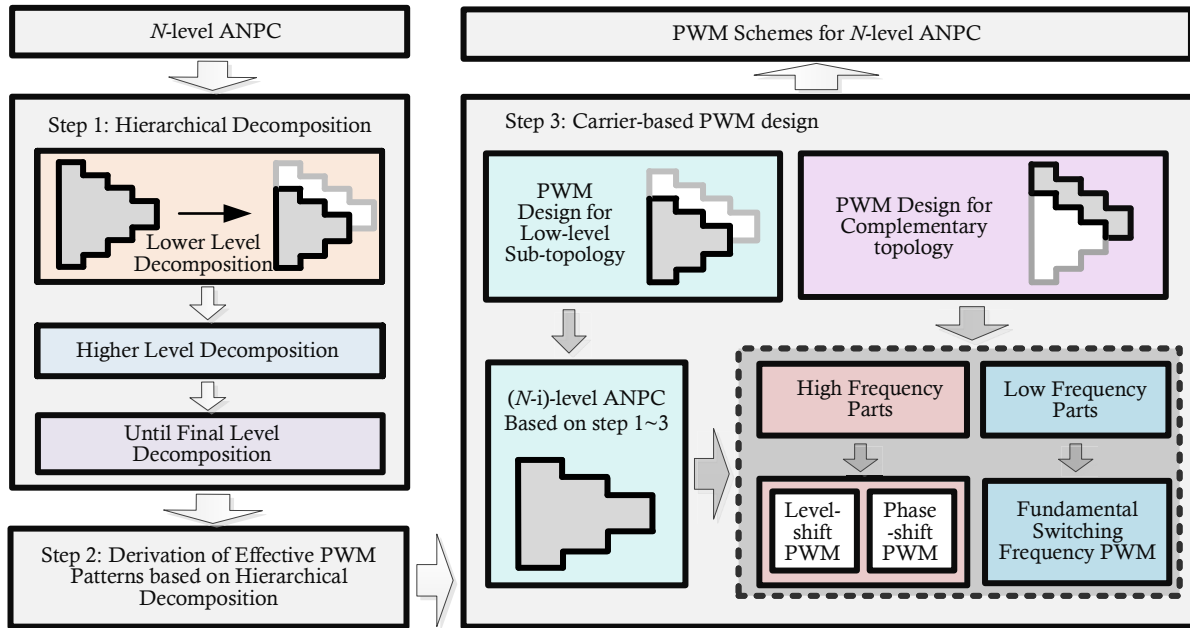 N-level ANPC
Step 1: Hierarchical Decomposition
Lower Level
Decomposition
Higher Level Decomposition
Until Final Level
Decomposition
Step 2: Derivation of Effective PWM
Patterns based on Hierarchical
Decomposition
PWM Schemes for N-level ANPC
Step 3: Carrier-based PWM design
PWM
Design for
Low-level
Sub-topology
PWM Design for
Complementary
topology
(N-i)-level ANPC
Based on step 1~3
High Frequency
Parts
Low Frequency
Parts
Level-
shift
PWM
Phase
-shift
PWM
Fundamental
Switching
Frequency PWM